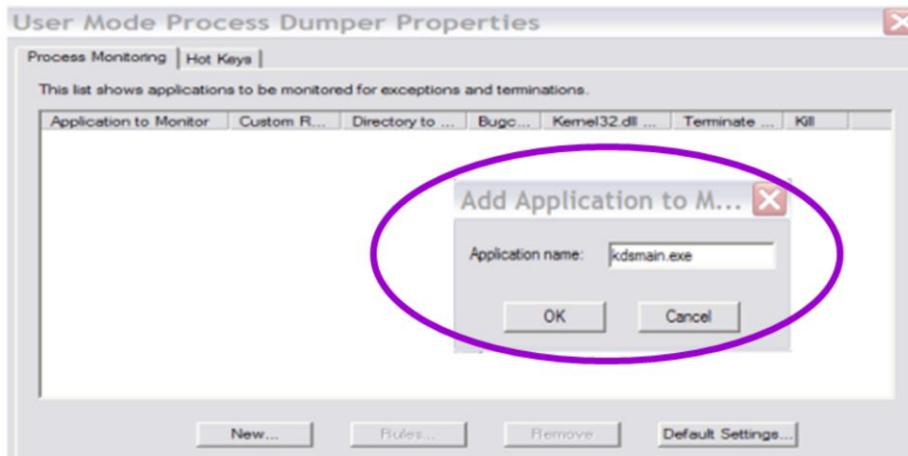 User Mode Process Dumper Properties
Process Monitoring Hot Keys
This list shows applications to be monitored for exceptions and terminations.
Application to Monitor Custom R... Directory to ... Bugc... Kernel32.dll ... Terminate ... Kill
Add Application to M...
Application name: kdsmain.exe
OK Cancel
New... Rules... Remove Default Settings...